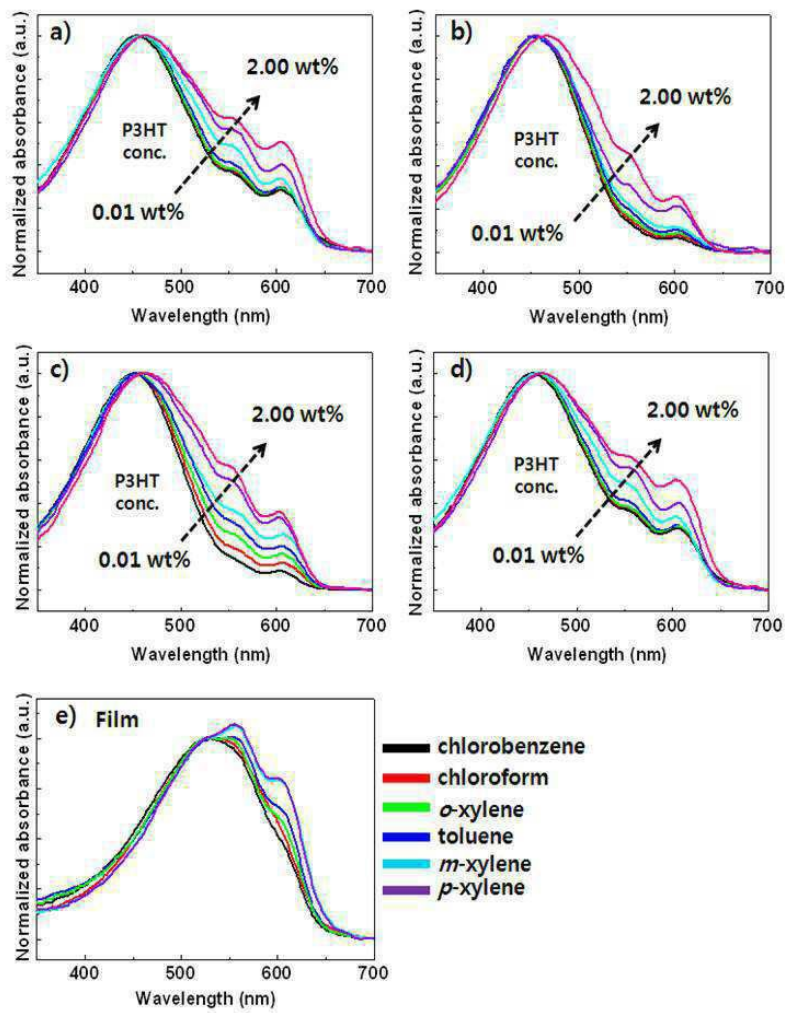 a)
2.00 wt%
P3HT
conc.
0.01 wt%
Normalized absorbance (a.u.)
400 500 600 700
Wavelength (nm)
b)
2.00 wt%
P3HT
conc.
0.01 wt%
Normalized absorbance (a.u.)
400 500 600 700
Wavelength (nm)
c)
2.00 wt%
P3HT
conc.
0.01 wt%
Normalized absorbance (a.u.)
400 500 600 700
Wavelength (nm)
d)
2.00 wt%
P3HT
conc.
0.01 wt%
Normalized absorbance (a.u.)
400 500 600 700
Wavelength (nm)
e) Film
Normalized absorbance (a.u.)
400 500 600 700
Wavelength (nm)
chlorobenzene
chloroform
o-xylene
toluene
m-xylene
p-xylene